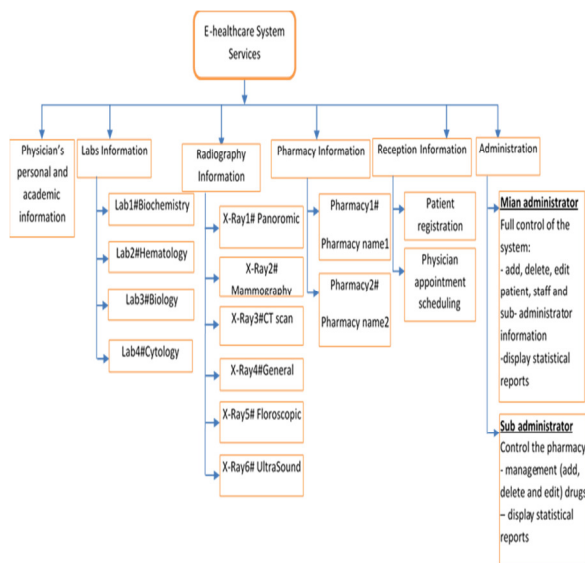 E-healthcare System
Services
Physician's
personal and
academic
information
Labs Information
Lab1#Biochemistry
Lab2#Hematology
Lab3#Biology
Lab4#Cytology
Radiography
Information
X-Ray1# Panoromic
X-Ray2#
Mammography
X-Ray3#CT scan
X-Ray4#General
X-Ray5# Floroscopic
X-Ray6# UltraSound
Pharmacy Information
Pharmacy1#
Pharmacy name1
Pharmacy2#
Pharmacy name2
Reception Information
Patient
registration
Physician
appointment
scheduling
Administration
Mian administrator
Full control of the
system:
- add, delete, edit
patient, staff and
sub- administrator
information
-display statistical
reports
Sub administrator
Control the pharmacy
- management (add,
delete and edit) drugs
– display statistical
reports